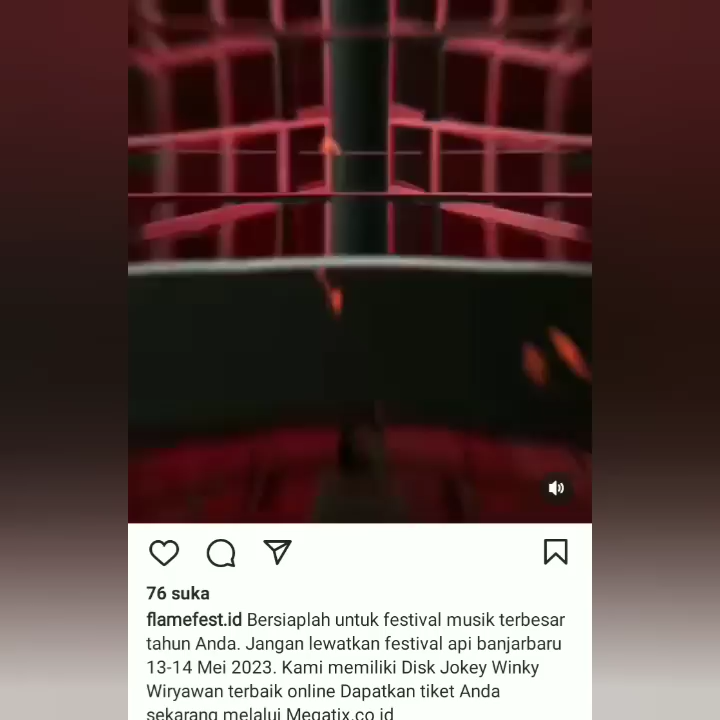 76 suka
flamefest.id Bersiaplah untuk festival musik terbesar
tahun Anda. Jangan lewatkan festival api banjarbaru
13-14 Mei 2023. Kami memiliki Disk Jokey Winky
Wiryawan terbaik online Dapatkan tiket Anda
sekarang melalui Megatix.co.id